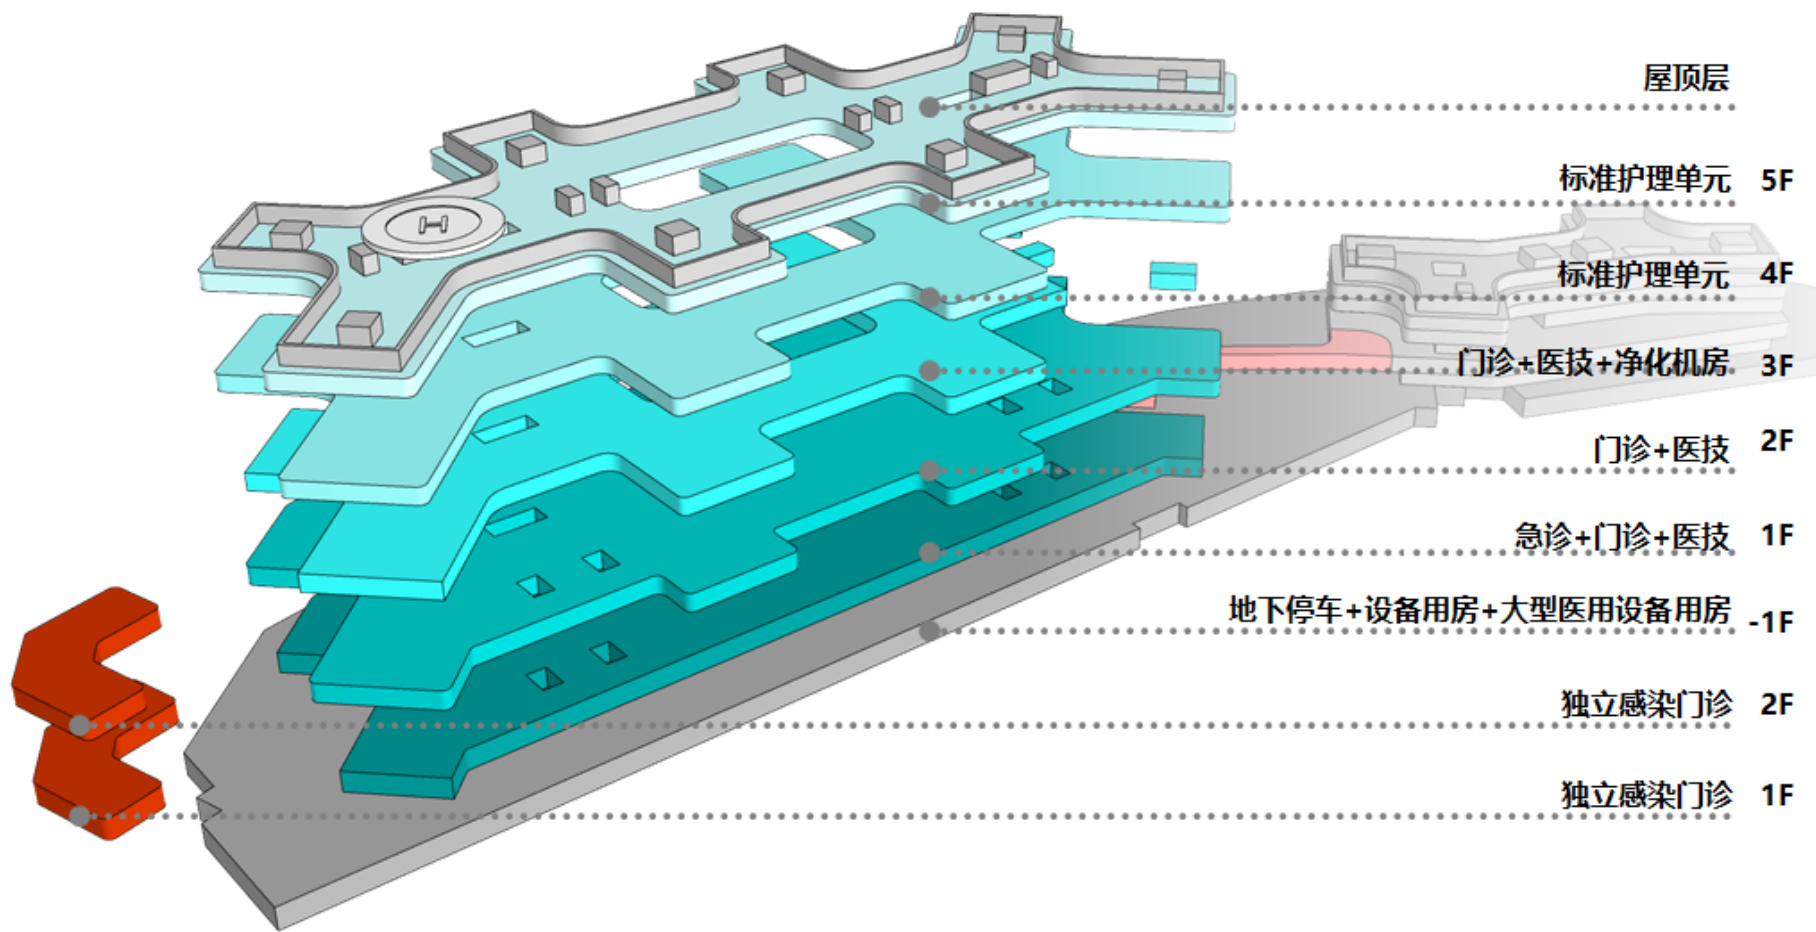 屋顶层
标准护理单元 5F
标准护理单元 4F
门诊+医技+净化机房 3F
门诊+医技 2F
急诊+门诊+医技 1F
地下停车+设备用房+大型医用设备用房 -1F
独立感染门诊 2F
独立感染门诊 1F
H